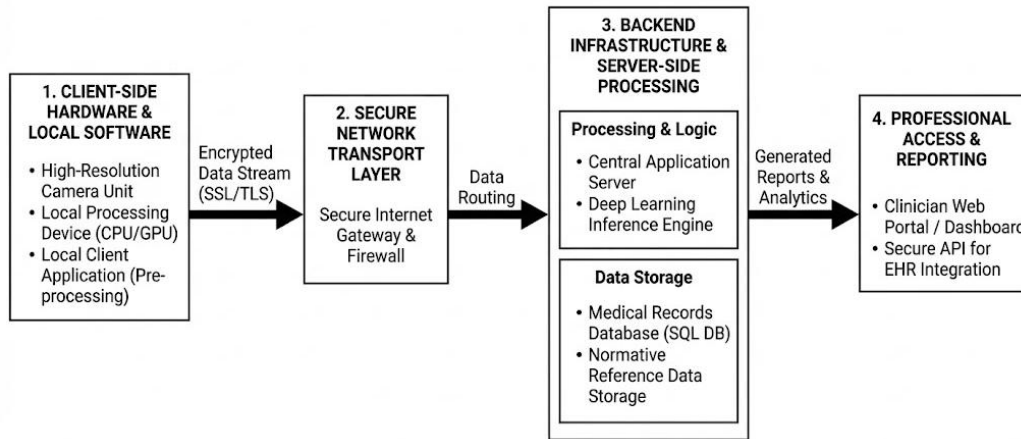 1. CLIENT-SIDE
HARDWARE &
LOCAL SOFTWARE
• High-Resolution
Camera Unit
• Local Processing
Device (CPU/GPU)
• Local Client
Application (Pre-
processing)
Encrypted
Data Stream
(SSL/TLS)
2. SECURE
NETWORK
TRANSPORT
LAYER
Secure Internet
Gateway &
Firewall
Data
Routing
3. BACKEND
INFRASTRUCTURE &
SERVER-SIDE
PROCESSING
Processing & Logic
• Central Application
Server
• Deep Learning
Inference Engine
Data Storage
• Medical Records
Database (SQL DB)
• Normative
Reference Data
Storage
Generated
Reports &
Analytics
4. PROFESSIONAL
ACCESS &
REPORTING
• Clinician Web
Portal / Dashboard
• Secure API for
EHR Integration